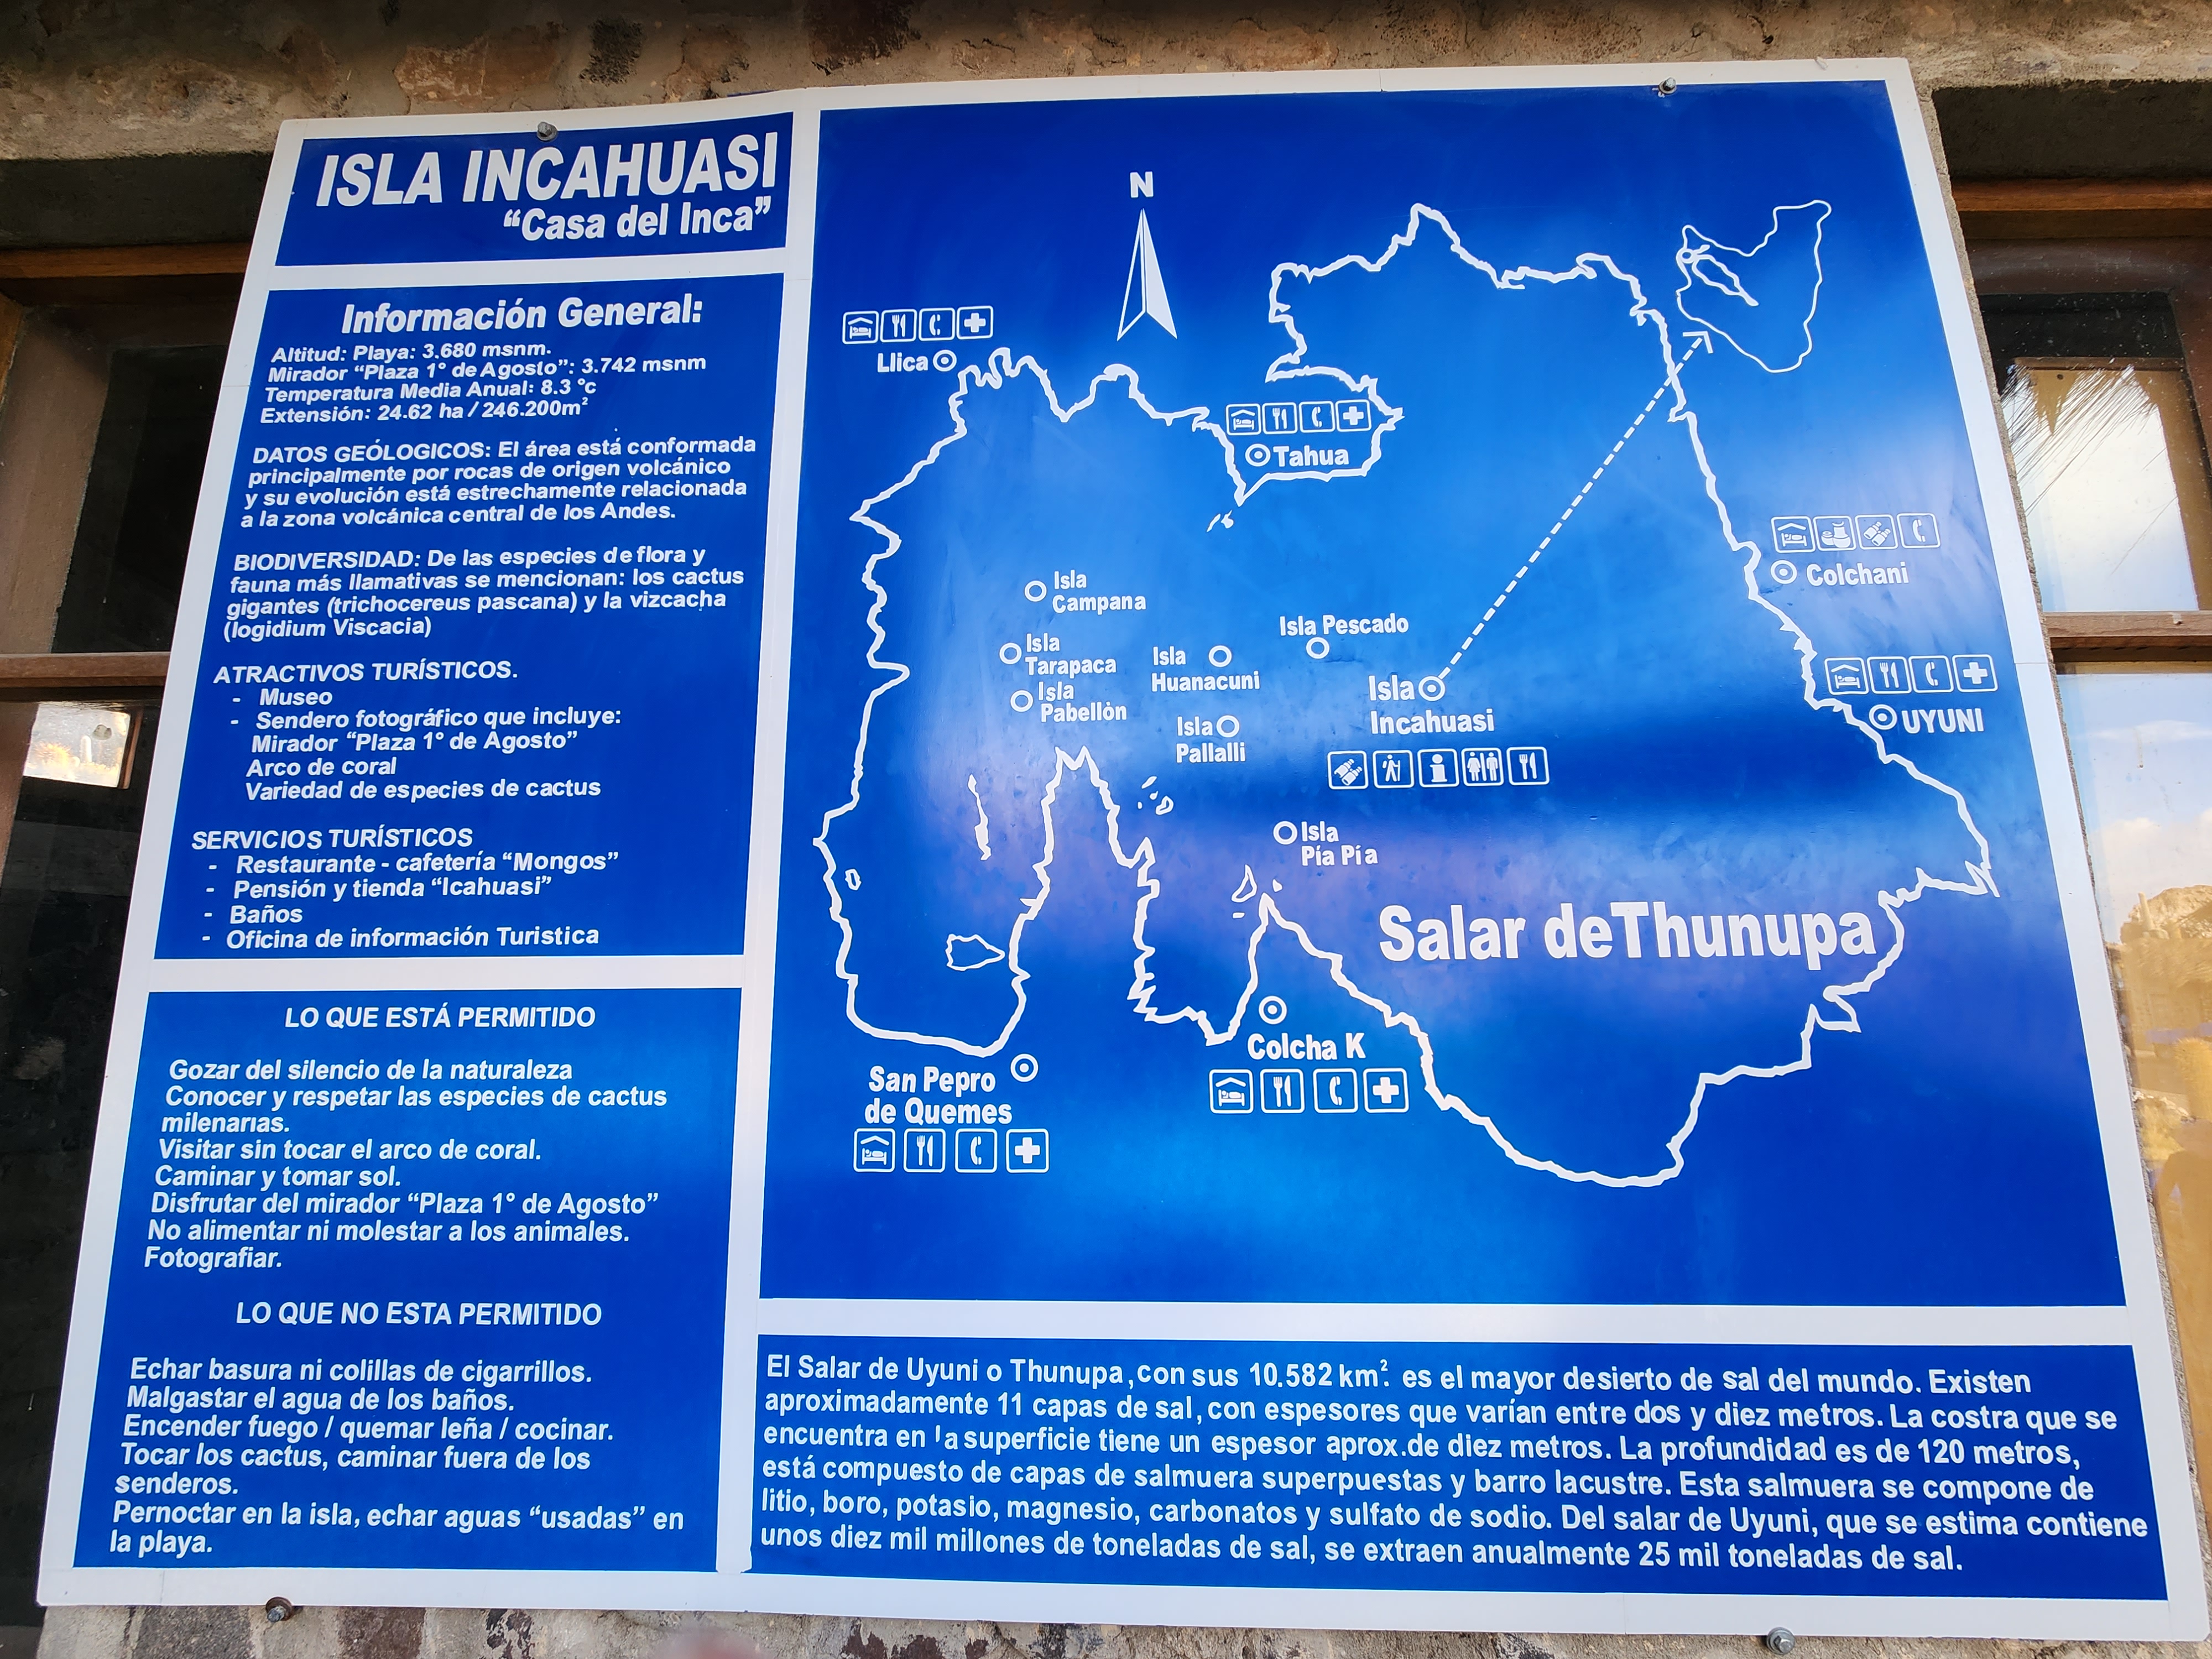 ISLA INCAHUASI
“Casa del Inca”
Información General:
Altitud: Playa: 3.680 msnm.
Mirador “Plaza 1° de Agosto”: 3.742 msnm
Temperatura Media Anual: 8.3 °c
Extensión: 24.62 ha / 246.200m²
DATOS GEÓLOGICOS: El área está conformada
principalmente por rocas de origen volcánico
y su evolución está estrechamente relacionada
a la zona volcánica central de los Andes.
BIODIVERSIDAD: De las especies de flora y
fauna más llamativas se mencionan: los cactus
gigantes (trichocereus pascana) y la vizcacha
(logidium Viscacia)
ATRACTIVOS TURÍSTICOS.
- Museo
- Sendero fotográfico que incluye:
Mirador “Plaza 1° de Agosto”
Arco de coral
Variedad de especies de cactus
SERVICIOS TURÍSTICOS
- Restaurante - cafetería “Mongos”
- Pensión y tienda “Icahuasi”
- Baños
- Oficina de información Turistica
LO QUE ESTÁ PERMITIDO
Gozar del silencio de la naturaleza
Conocer y respetar las especies de cactus
milenarias.
Visitar sin tocar el arco de coral.
Caminar y tomar sol.
Disfrutar del mirador “Plaza 1° de Agosto”
No alimentar ni molestar a los animales.
Fotografiar.
LO QUE NO ESTA PERMITIDO
Echar basura ni colillas de cigarrillos.
Malgastar el agua de los baños.
Encender fuego / quemar leña / cocinar.
Tocar los cactus, caminar fuera de los
senderos.
Pernoctar en la isla, echar aguas “usadas” en
la playa.
N
Llica
Tahua
Colchani
Isla
Campana
Isla
Tarapaca
Isla
Pabellòn
Isla
Huanacuni
Isla Pescado
Isla
Incahuasi
Isla
Pallalli
UYUNI
Isla
Pía Pía
Salar deThunupa
Colcha K
San Pepro
de Quemes
El Salar de Uyuni o Thunupa, con sus 10.582 km². es el mayor desierto de sal del mundo. Existen
aproximadamente 11 capas de sal, con espesores que varían entre dos y diez metros. La costra que se
encuentra en la superficie tiene un espesor aprox.de diez metros. La profundidad es de 120 metros,
está compuesto de capas de salmuera superpuestas y barro lacustre. Esta salmuera se compone de
litio, boro, potasio, magnesio, carbonatos y sulfato de sodio. Del salar de Uyuni, que se estima contiene
unos diez mil millones de toneladas de sal, se extraen anualmente 25 mil toneladas de sal.